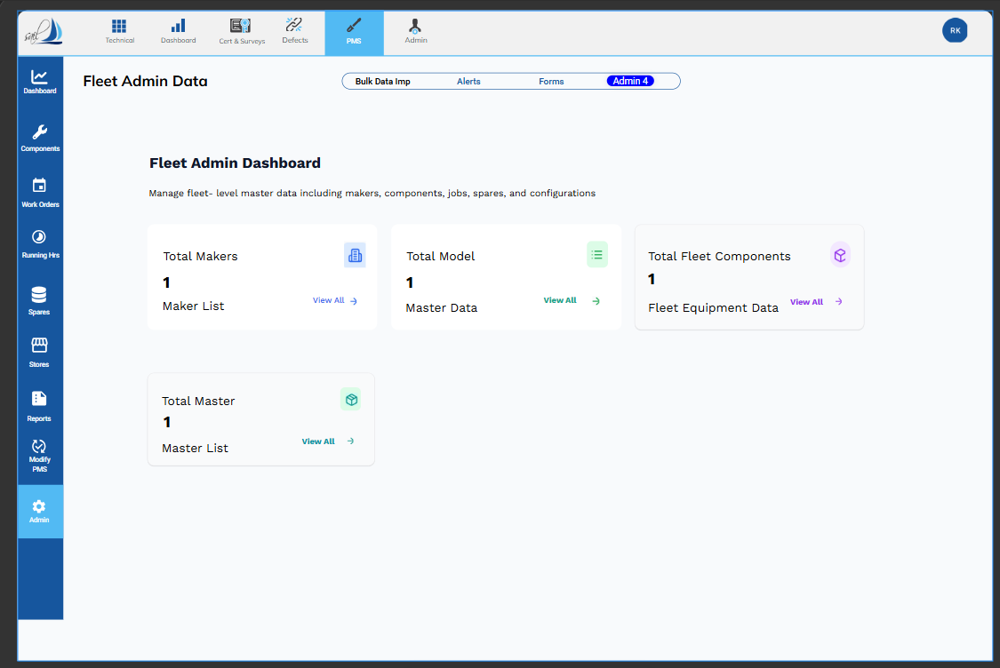 sail
Technical
Dashboard
Cert & Surveys
Defects
PMS
Admin
RK
Dashboard
Components
Work Orders
Running Hrs
Spares
Stores
Reports
Modify
PMS
Admin
Fleet Admin Data
Bulk Data Imp
Alerts
Forms
Admin 4
Fleet Admin Dashboard
Manage fleet- level master data including makers, components, jobs, spares, and configurations
Total Makers
1
Maker List
View All
Total Model
1
Master Data
View All
Total Fleet Components
1
Fleet Equipment Data
View All
Total Master
1
Master List
View All